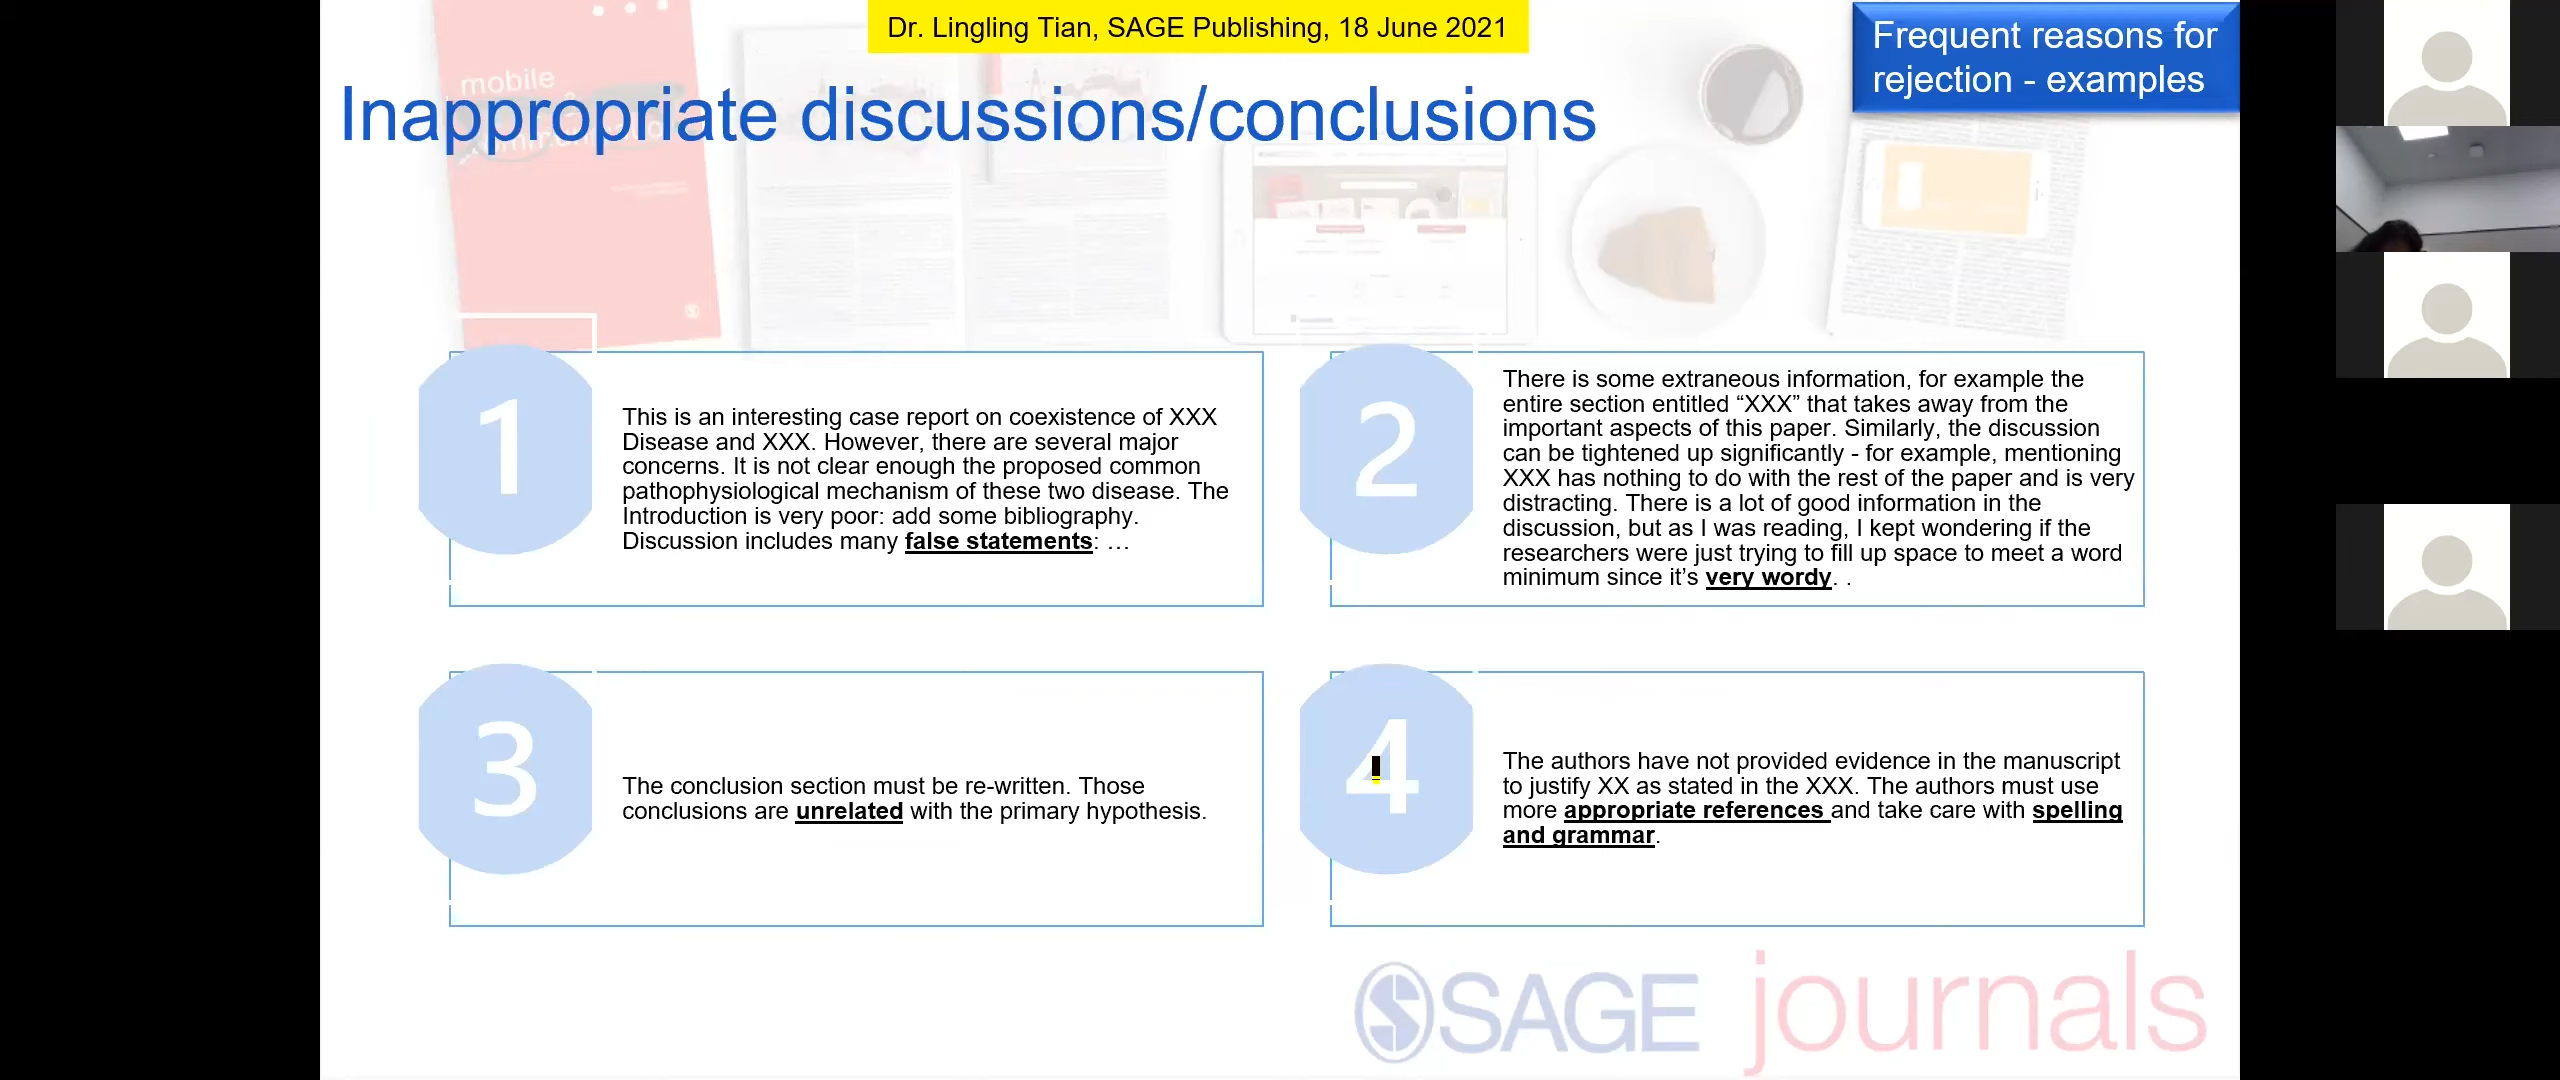 Dr. Lingling Tian, SAGE Publishing, 18 June 2021
Frequent reasons for
rejection - examples
mobile
Inappropriate discussions/conclusions
1
This is an interesting case report on coexistence of XXX
Disease and XXX. However, there are several major
concerns. It is not clear enough the proposed common
pathophysiological mechanism of these two disease. The
Introduction is very poor: add some bibliography.
Discussion includes many false statements: …
2
There is some extraneous information, for example the
entire section entitled “XXX” that takes away from the
important aspects of this paper. Similarly, the discussion
can be tightened up significantly - for example, mentioning
XXX has nothing to do with the rest of the paper and is very
distracting. There is a lot of good information in the
discussion, but as I was reading, I kept wondering if the
researchers were just trying to fill up space to meet a word
minimum since it’s very wordy. .
3
The conclusion section must be re-written. Those
conclusions are unrelated with the primary hypothesis.
4
The authors have not provided evidence in the manuscript
to justify XX as stated in the XXX. The authors must use
more appropriate references and take care with spelling
and grammar.
SAGE journals